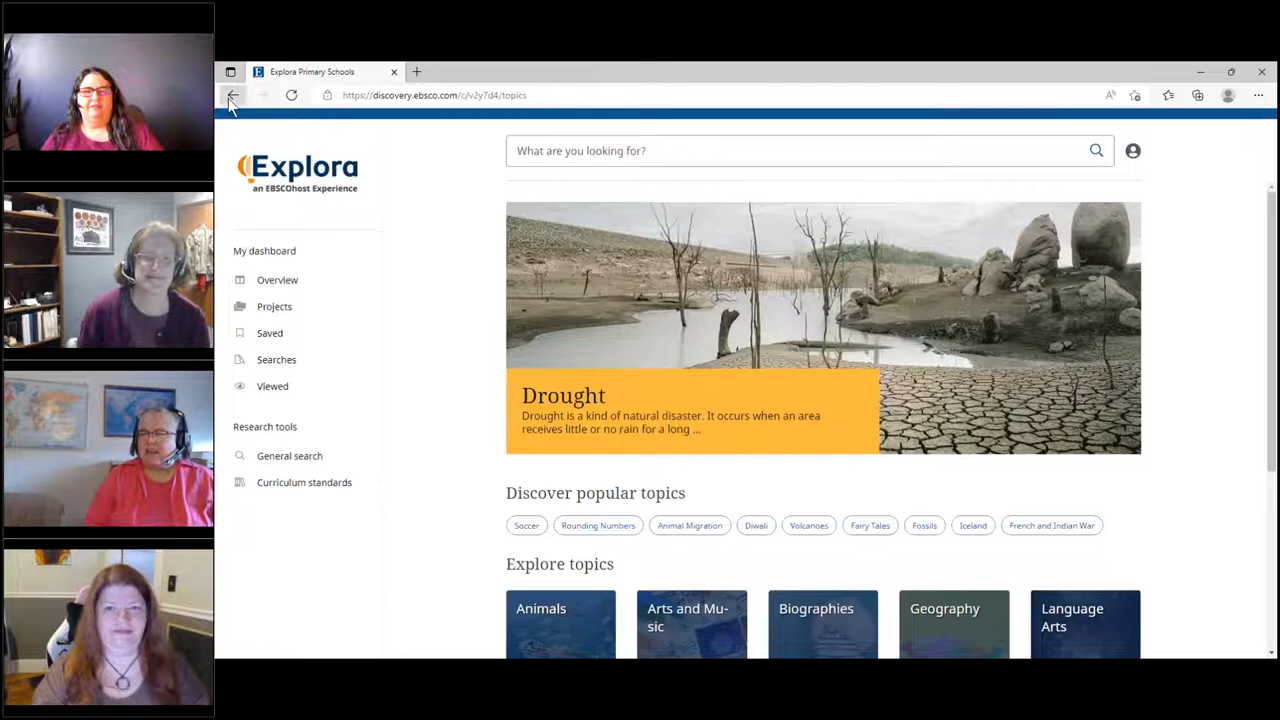 Explora Primary Schools
https://discovery.ebsco.com/c/v2y7d4/topics
Explora
an EBSCOhost Experience
What are you looking for?
My dashboard
Overview
Projects
Saved
Searches
Viewed
Research tools
General search
Curriculum standards
Drought
Drought is a kind of natural disaster. It occurs when an area
receives little or no rain for a long ...
Discover popular topics
Soccer Rounding Numbers Animal Migration Diwali Volcanoes Fairy Tales Fossils Iceland French and Indian War
Explore topics
Animals
Arts and Mu-
sic
Biographies
Geography
Language
Arts